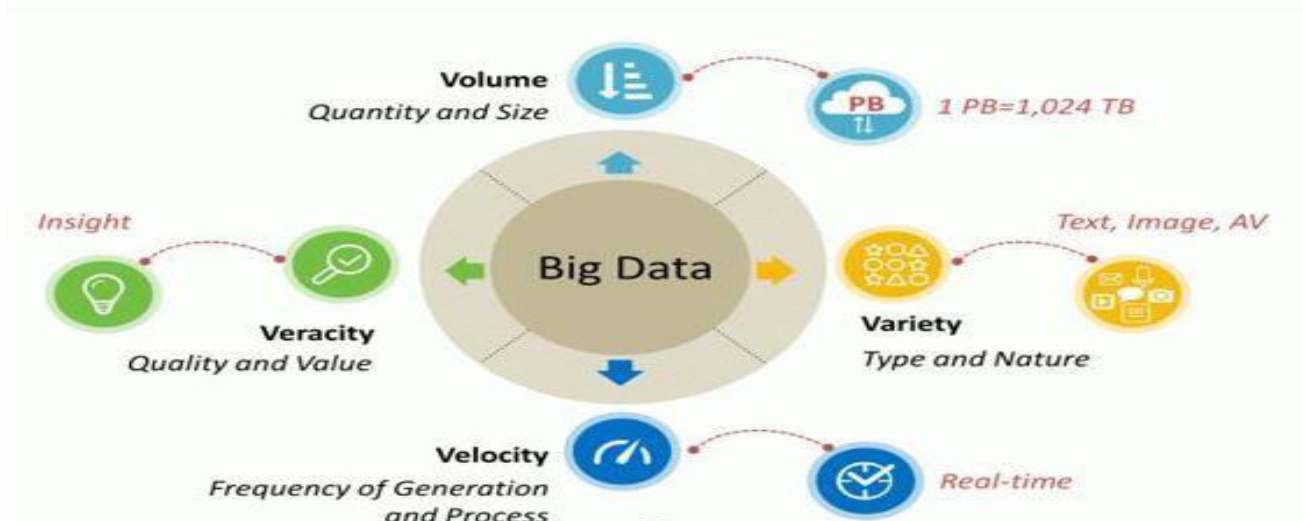 Volume
Quantity and Size
PB
1 PB=1,024 TB
Insight
Text, Image, AV
Big Data
Veracity
Quality and Value
Variety
Type and Nature
Velocity
Frequency of Generation
and Process
Real-time